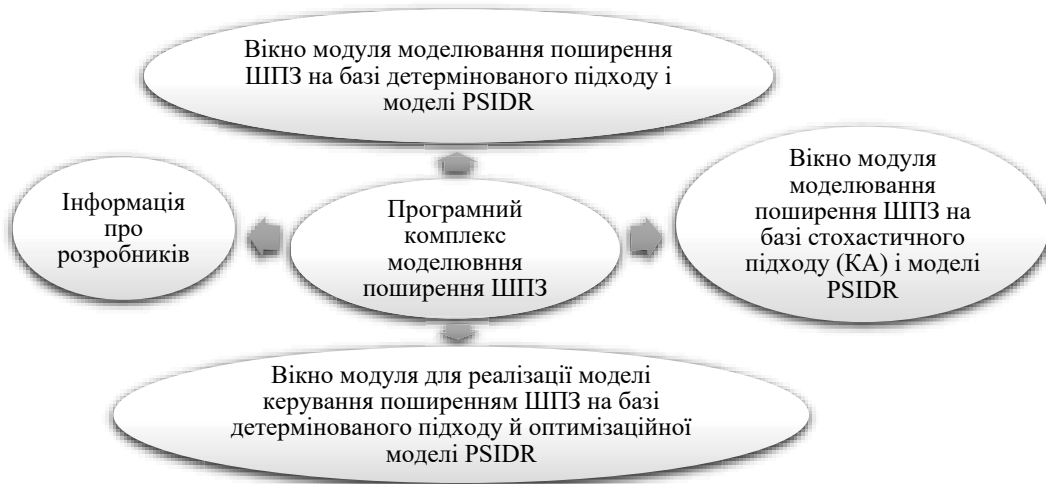 Вікно модуля моделювання поширення
ШПЗ на базі детермінованого підходу і
моделі PSIDR
Інформація
про
розробників
Програмний
комплекс
моделювння
поширення ШПЗ
Вікно модуля
моделювання
поширення ШПЗ на
базі стохастичного
підходу (КА) і моделі
PSIDR
Вікно модуля для реалізації моделі
керування поширенням ШПЗ на базі
детермінованого підходу й оптимізаційної
моделі PSIDR